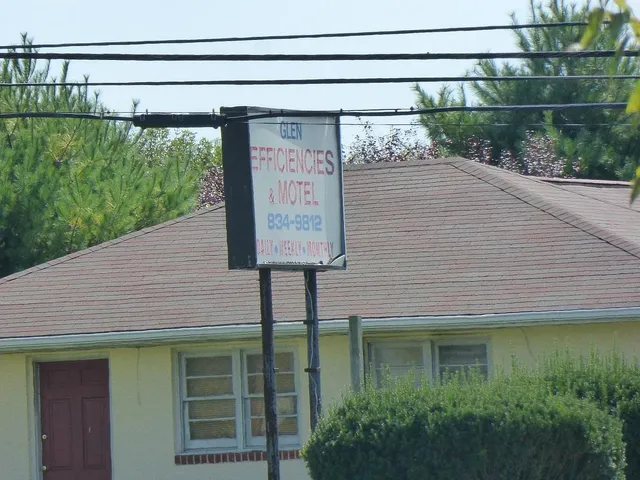 GLEN
EFFICIENCIES
& MOTEL
834-9812
DAILY • WEEKLY • MONTHLY